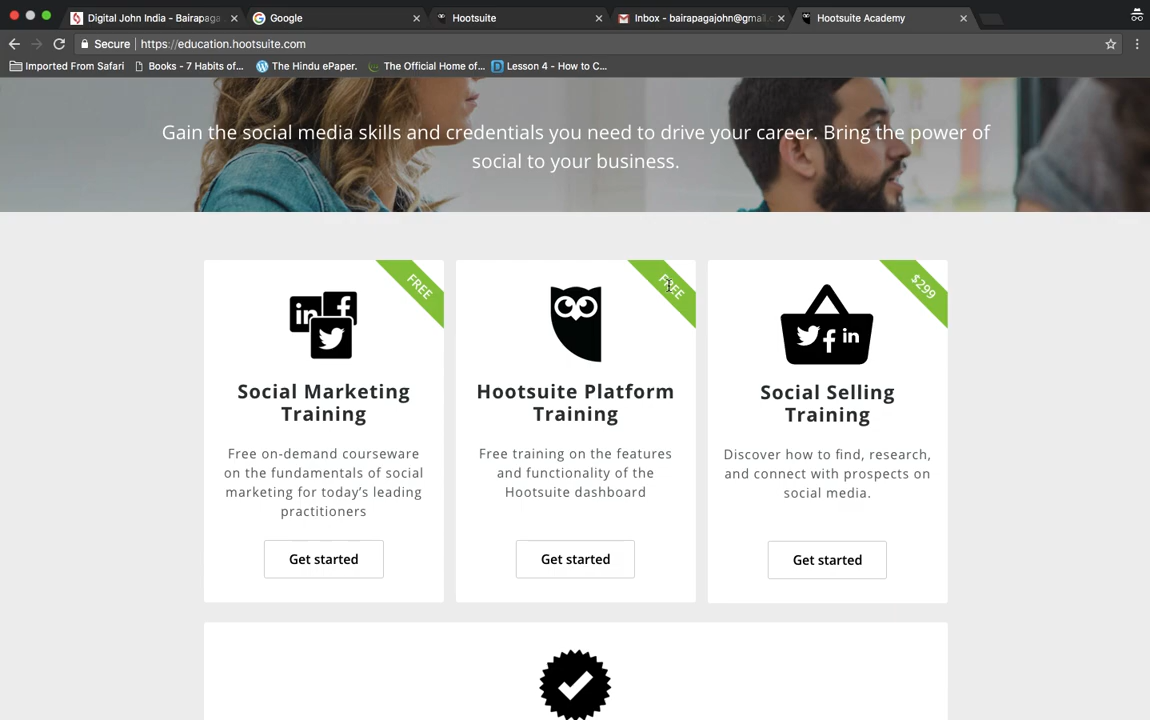 Digital John India - Bairapaga
Google
Hootsuite
Inbox - bairapagajohn@gmail.c
Hootsuite Academy
Secure
https://education.hootsuite.com
Imported From Safari
Books - 7 Habits of...
The Hindu ePaper.
The Official Home of...
Lesson 4 - How to C...
Gain the social media skills and credentials you need to drive your career. Bring the power of
social to your business.
FREE
in f
Social Marketing
Training
Free on-demand courseware
on the fundamentals of social
marketing for today's leading
practitioners
Get started
FREE
Hootsuite Platform
Training
Free training on the features
and functionality of the
Hootsuite dashboard
Get started
$299
f in
Social Selling
Training
Discover how to find, research,
and connect with prospects on
social media.
Get started